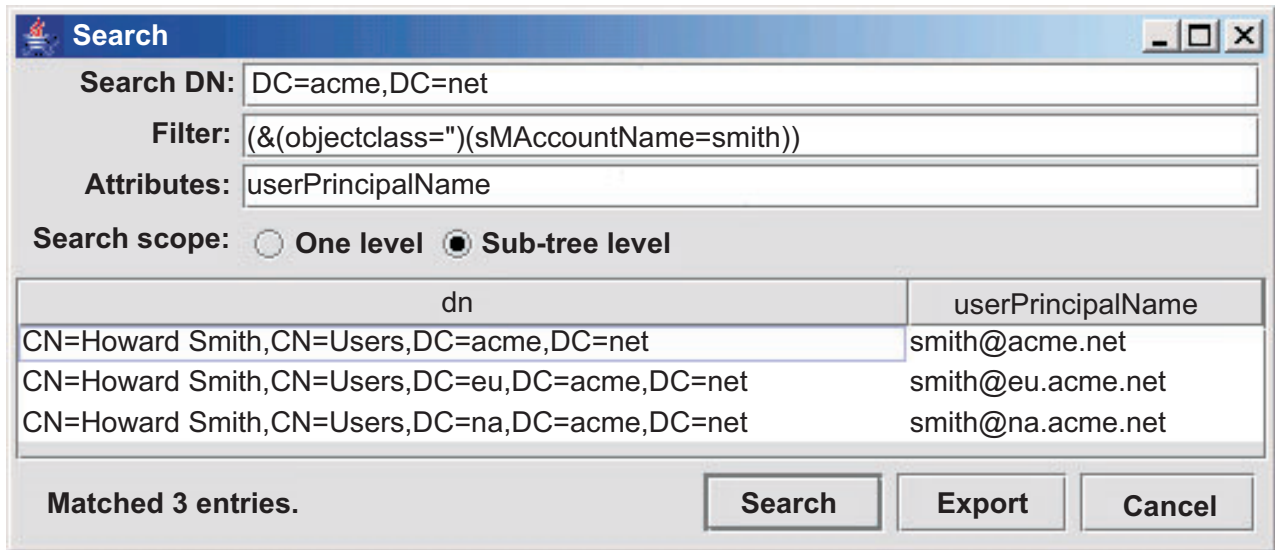 Search
Search DN: DC=acme,DC=net
Filter: (&(objectclass=")(sMAccountName=smith))
Attributes: userPrincipalName
Search scope: One level Sub-tree level
dn userPrincipalName
CN=Howard Smith,CN=Users,DC=acme,DC=net smith@acme.net
CN=Howard Smith,CN=Users,DC=eu,DC=acme,DC=net smith@eu.acme.net
CN=Howard Smith,CN=Users,DC=na,DC=acme,DC=net smith@na.acme.net
Matched 3 entries. Search Export Cancel